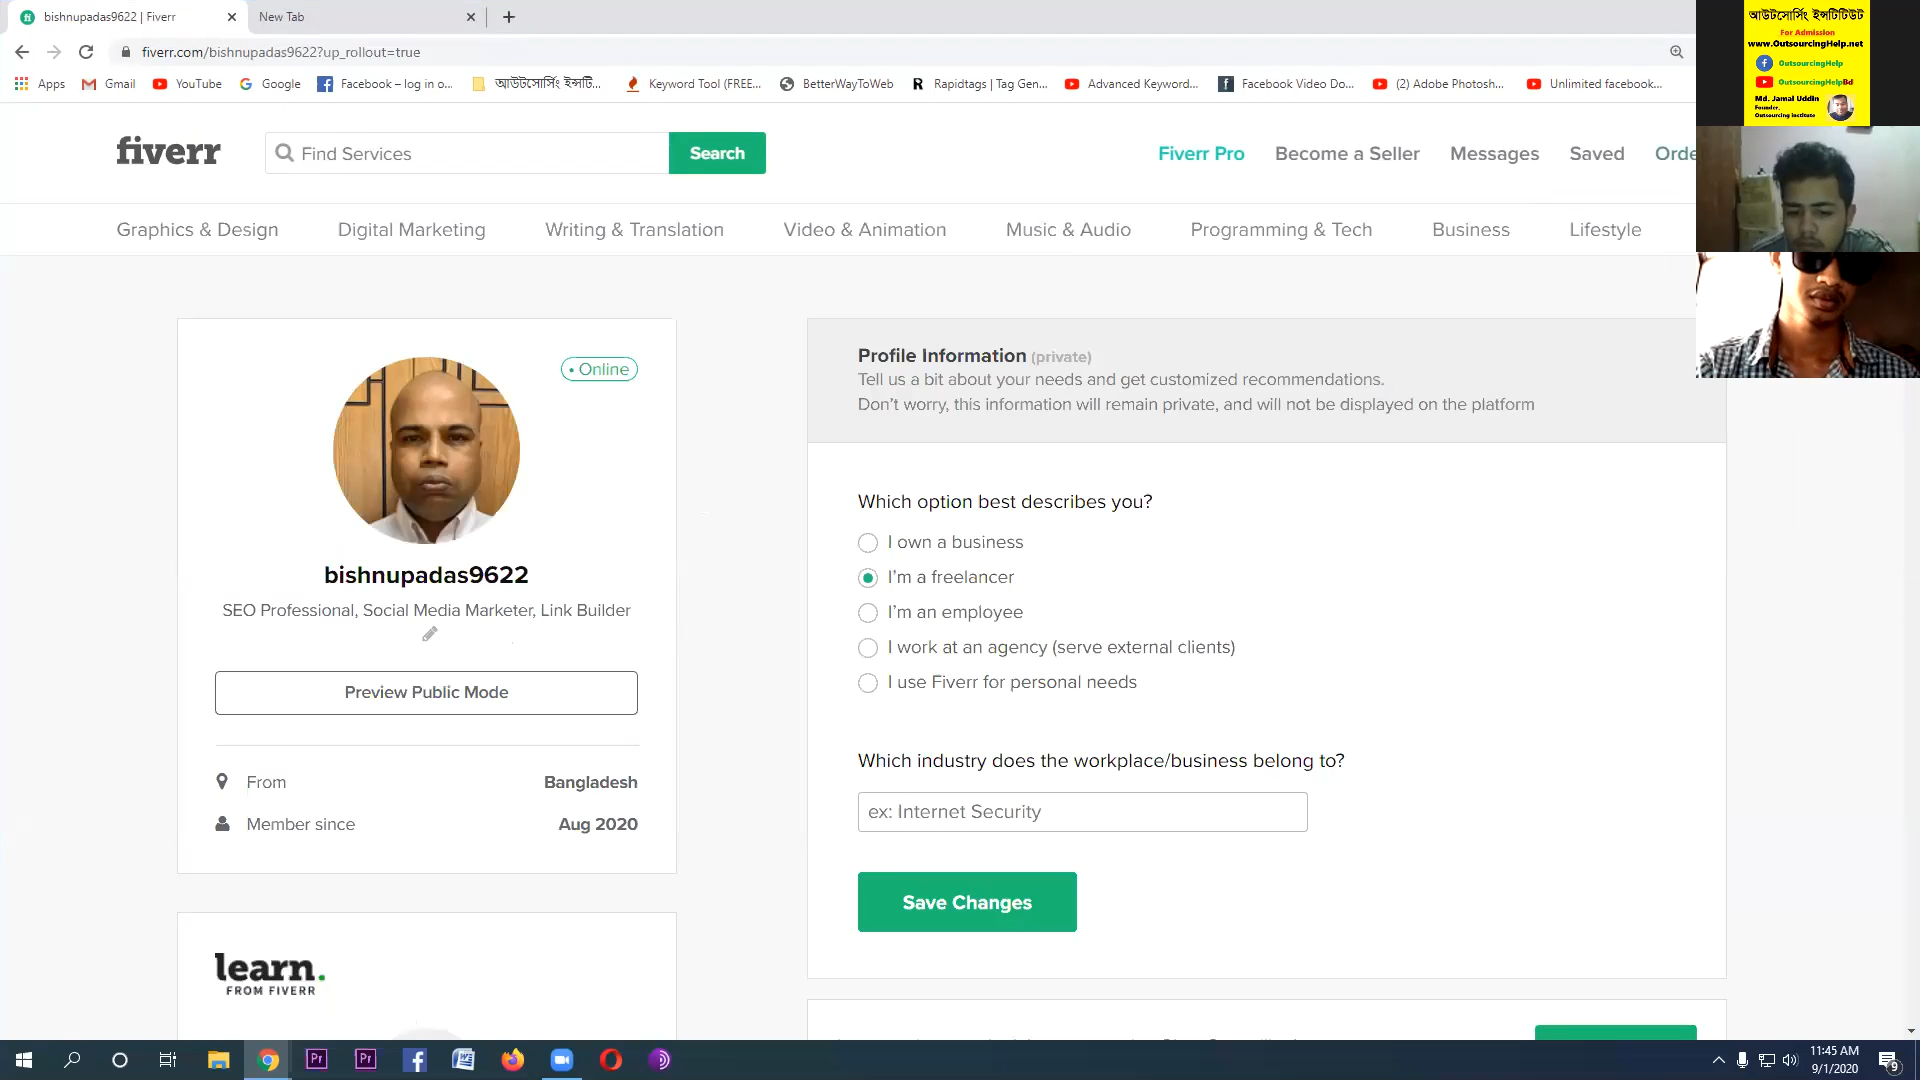 bishnupadas9622 | Fiverr
New Tab
fiverr.com/bishnupadas9622?up_rollout=true
Apps
Gmail
YouTube
Google
Facebook – log in o...
আউটসোর্সিং ইন্সটি...
Keyword Tool (FREE...
BetterWayToWeb
Rapidtags | Tag Gen...
Advanced Keyword...
Facebook Video Do...
(2) Adobe Photosh...
Unlimited facebook...
আউটসোর্সিং ইন্সটিটিউট
For Admission
www.OutsourcingHelp.net
OutsourcingHelp
OutsourcingHelpBd
Md. Jamal Uddin
Founder,
Outsourcing Institute
fiverr
Find Services
Search
Fiverr Pro
Become a Seller
Messages
Saved
Orde
Graphics & Design
Digital Marketing
Writing & Translation
Video & Animation
Music & Audio
Programming & Tech
Business
Lifestyle
• Online
bishnupadas9622
SEO Professional, Social Media Marketer, Link Builder
Preview Public Mode
From
Bangladesh
Member since
Aug 2020
learn.
FROM FIVERR
Profile Information (private)
Tell us a bit about your needs and get customized recommendations.
Don't worry, this information will remain private, and will not be displayed on the platform
Which option best describes you?
I own a business
I'm a freelancer
I'm an employee
I work at an agency (serve external clients)
I use Fiverr for personal needs
Which industry does the workplace/business belong to?
ex: Internet Security
Save Changes
11:45 AM
9/1/2020
9